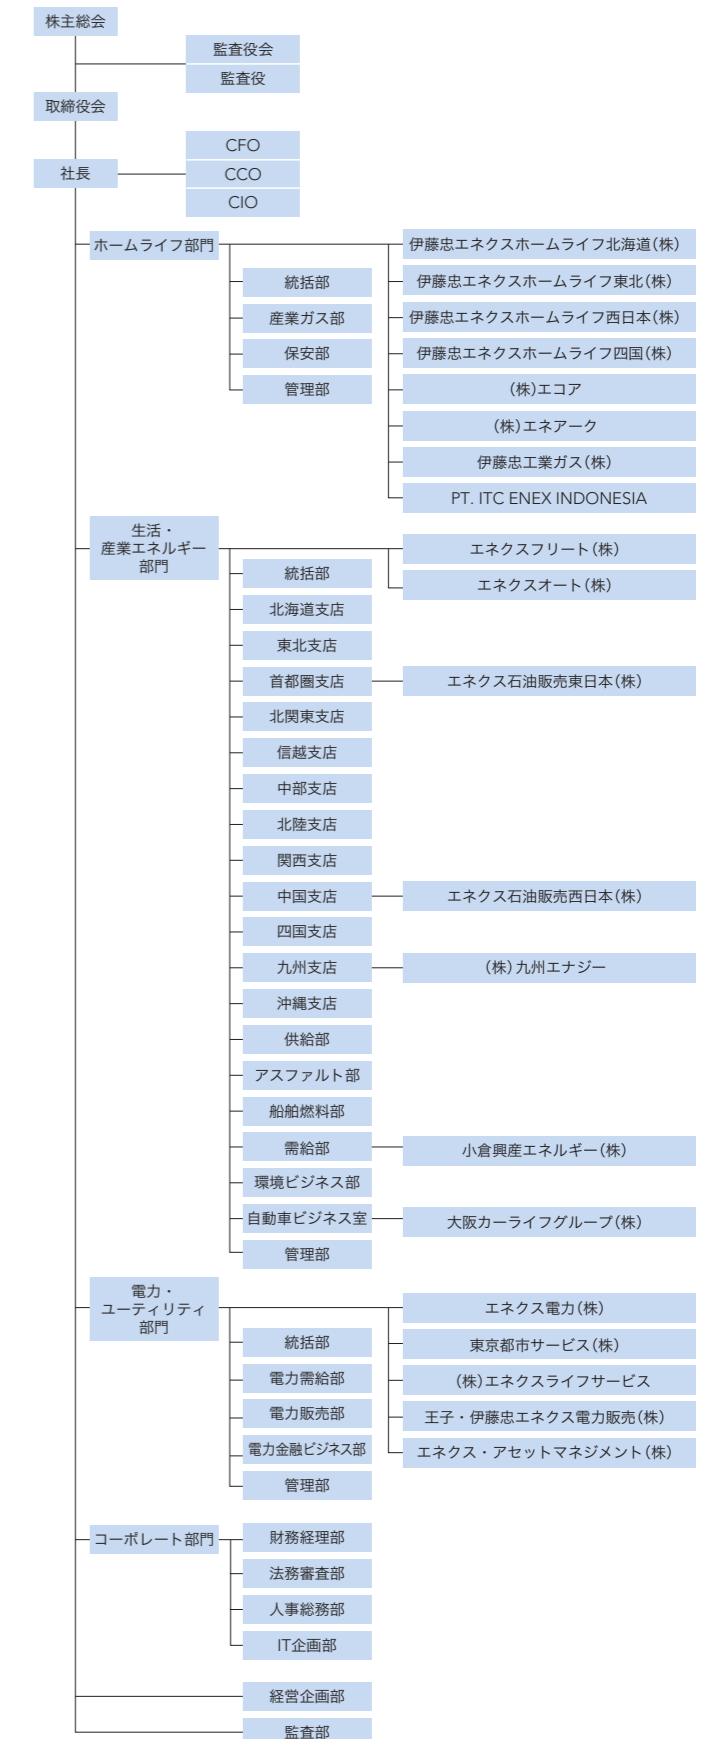 株主総会
監査役会
監査役
取締役会
社長
CFO
CCO
CIO
ホームライフ部門
統括部
産業ガス部
保安部
管理部
伊藤忠エネクスホームライフ北海道(株)
伊藤忠エネクスホームライフ東北(株)
伊藤忠エネクスホームライフ西日本(株)
伊藤忠エネクスホームライフ四国(株)
(株)エコア
(株)エネアーク
伊藤忠工業ガス(株)
PT. ITC ENEX INDONESIA
生活・
産業エネルギー
部門
エネクスフリート(株)
エネクスオート(株)
統括部
北海道支店
東北支店
首都圏支店
エネクス石油販売東日本(株)
北関東支店
信越支店
中部支店
北陸支店
関西支店
中国支店
エネクス石油販売西日本(株)
四国支店
九州支店
(株)九州エナジー
沖縄支店
供給部
アスファルト部
船舶燃料部
需給部
小倉興産エネルギー(株)
環境ビジネス部
自動車ビジネス室
大阪カーライフグループ(株)
管理部
電力・
ユーティリティ
部門
統括部
電力需給部
電力販売部
電力金融ビジネス部
管理部
エネクス電力(株)
東京都市サービス(株)
(株)エネクスライフサービス
王子・伊藤忠エネクス電力販売(株)
エネクス・アセットマネジメント(株)
コーポレート部門
財務経理部
法務審査部
人事総務部
IT企画部
経営企画部
監査部